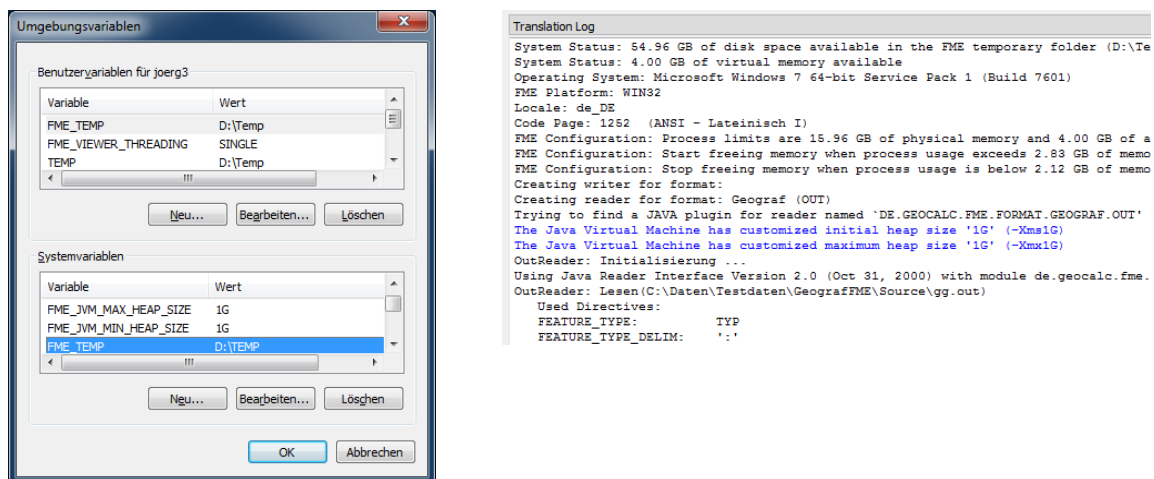 Umgebungsvariablen
Benutzervariablen für joerg3
Variable Wert
FME_TEMP D:\Temp
FME_VIEWER_THREADING SINGLE
TEMP D:\Temp
Neu... Bearbeiten... Löschen
Systemvariablen
Variable Wert
FME_JVM_MAX_HEAP_SIZE 1G
FME_JVM_MIN_HEAP_SIZE 1G
FME_TEMP D:\TEMP
Neu... Bearbeiten... Löschen
OK Abbrechen
Translation Log
System Status: 54.96 GB of disk space available in the FME temporary folder (D:\Te
System Status: 4.00 GB of virtual memory available
Operating System: Microsoft Windows 7 64-bit Service Pack 1 (Build 7601)
FME Platform: WIN32
Locale: de_DE
Code Page: 1252 (ANSI - Lateinisch I)
FME Configuration: Process limits are 15.96 GB of physical memory and 4.00 GB of a
FME Configuration: Start freeing memory when process usage exceeds 2.83 GB of memo
FME Configuration: Stop freeing memory when process usage is below 2.12 GB of memo
Creating writer for format:
Creating reader for format: Geograf (OUT)
Trying to find a JAVA plugin for reader named `DE.GEOCALC.FME.FORMAT.GEOGRAF.OUT'
The Java Virtual Machine has customized initial heap size '1G' (-Xms1G)
The Java Virtual Machine has customized maximum heap size '1G' (-Xmx1G)
OutReader: Initialisierung ...
Using Java Reader Interface Version 2.0 (Oct 31, 2000) with module de.geocalc.fme.
OutReader: Lesen(C:\Daten\Testdaten\GeografFME\Source\gg.out)
Used Directives:
FEATURE_TYPE: TYP
FEATURE_TYPE_DELIM: ':'